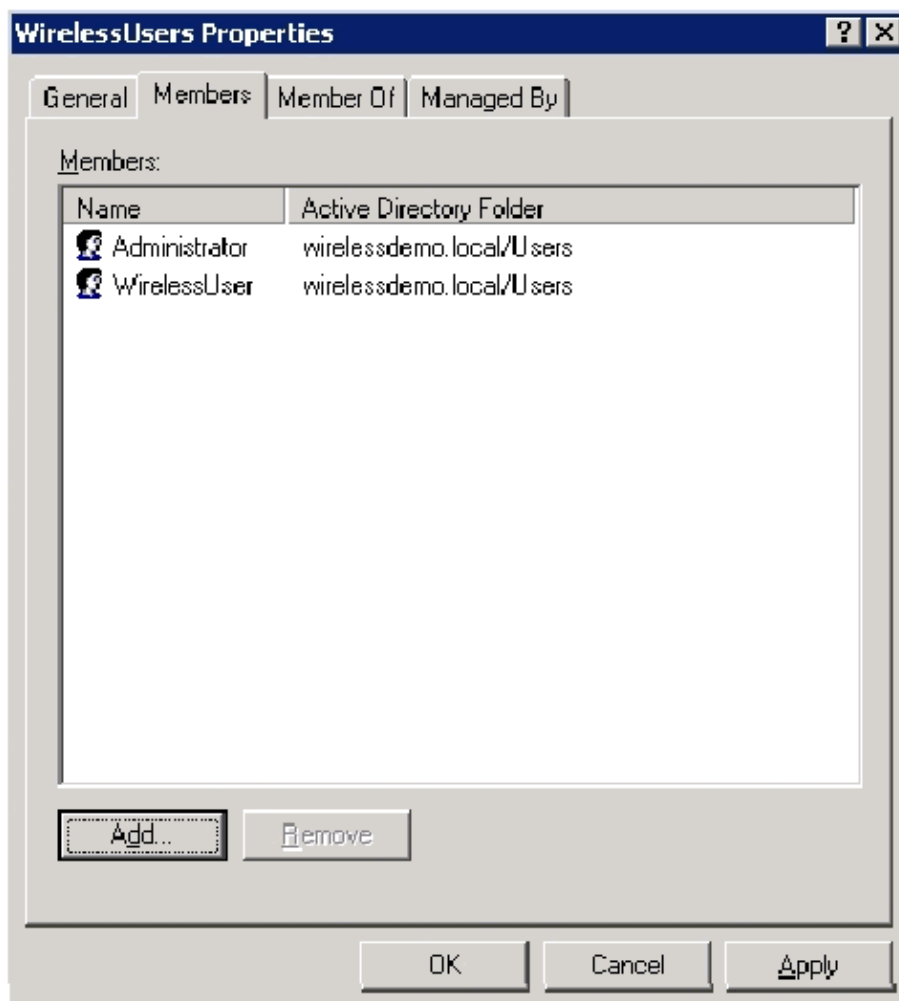 WirelessUsers Properties
General Members Member Of Managed By
Members:
Name Active Directory Folder
Administrator wirelessdemo.local/Users
WirelessUser wirelessdemo.local/Users
Add... Remove
OK Cancel Apply